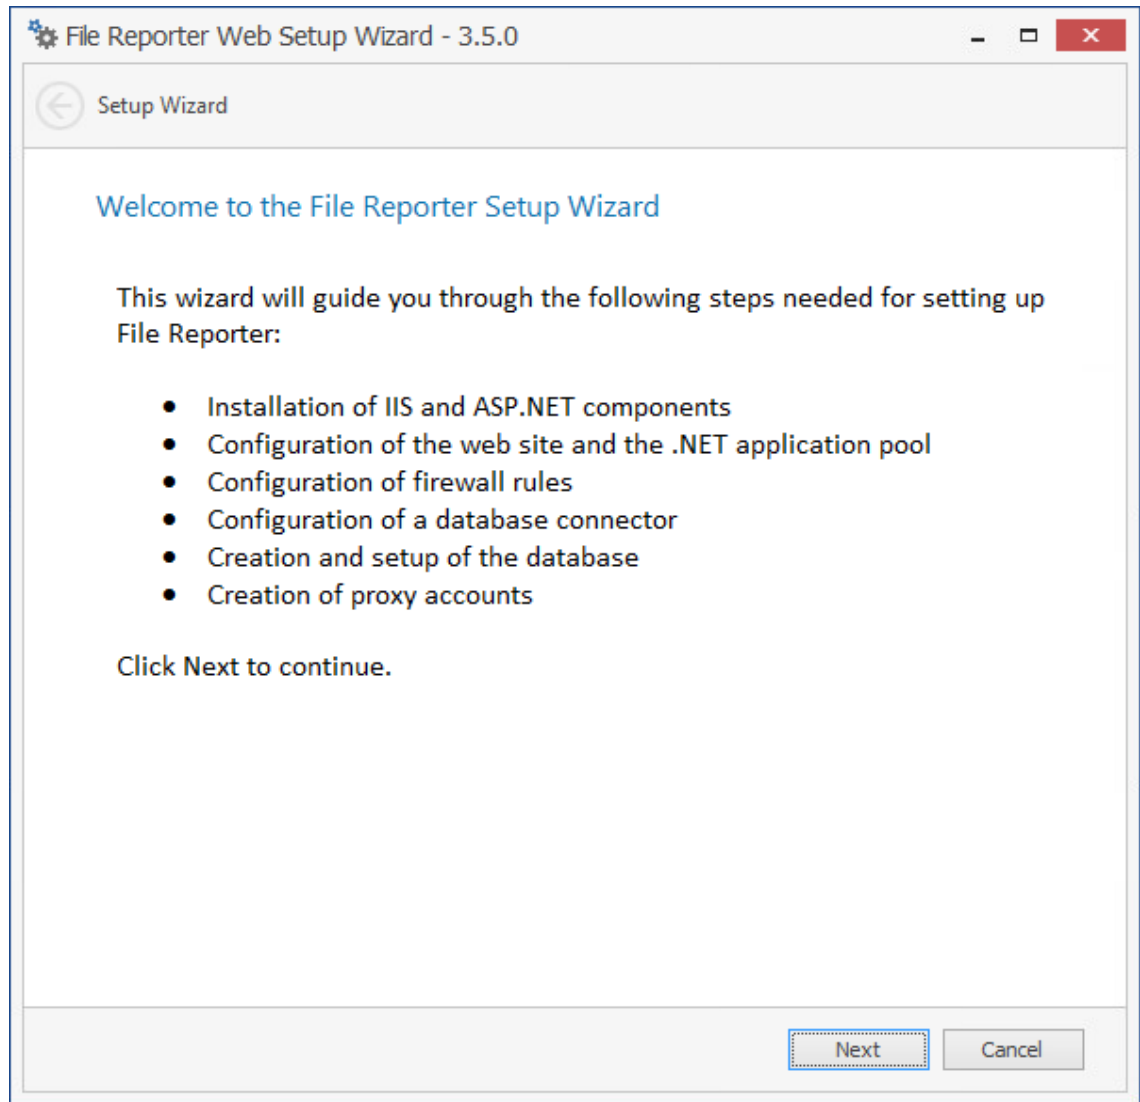 File Reporter Web Setup Wizard - 3.5.0
Setup Wizard
Welcome to the File Reporter Setup Wizard
This wizard will guide you through the following steps needed for setting up
File Reporter:
● Installation of IIS and ASP.NET components
● Configuration of the web site and the .NET application pool
● Configuration of firewall rules
● Configuration of a database connector
● Creation and setup of the database
● Creation of proxy accounts
Click Next to continue.
Next Cancel